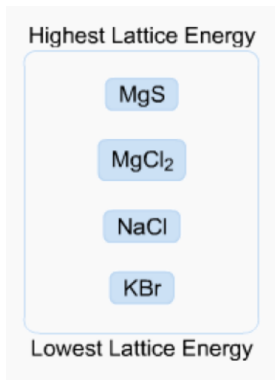 Highest Lattice Energy
MgS
MgCl₂
NaCl
KBr
Lowest Lattice Energy